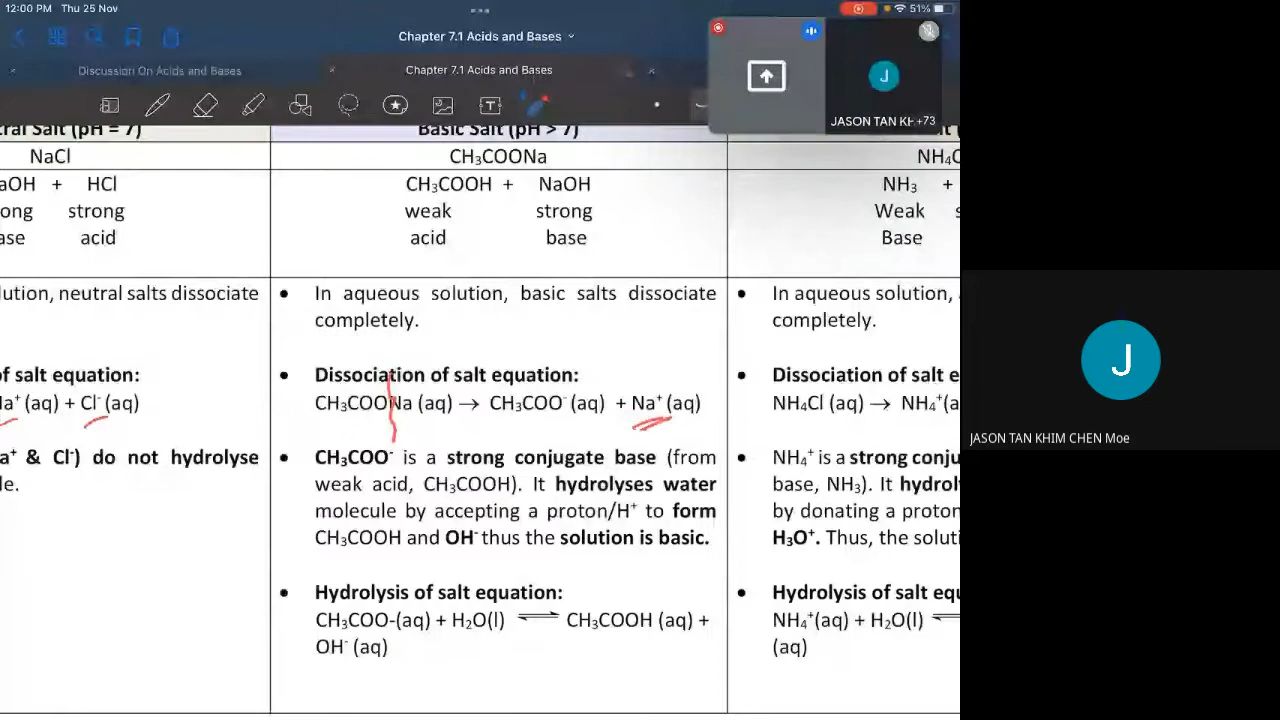 12:00 PM Thu 25 Nov
51%
Chapter 7.1 Acids and Bases
Discussion On Acids and Bases
Chapter 7.1 Acids and Bases
J
JASON TAN KH +73
tral Salt (pH = 7)
NaCl
aOH + HCl
ong strong
ase acid
lution, neutral salts dissociate
of salt equation:
Na⁺ (aq) + Cl⁻ (aq)
a⁺ & Cl⁻) do not hydrolyse
le.
Basic Salt (pH > 7)
CH₃COONa
CH₃COOH + NaOH
weak strong
acid base
• In aqueous solution, basic salts dissociate
completely.
• Dissociation of salt equation:
CH₃COONa (aq) → CH₃COO⁻ (aq) + Na⁺ (aq)
• CH₃COO⁻ is a strong conjugate base (from
weak acid, CH₃COOH). It hydrolyses water
molecule by accepting a proton/H⁺ to form
CH₃COOH and OH⁻ thus the solution is basic.
• Hydrolysis of salt equation:
CH₃COO-(aq) + H₂O(l) ⇌ CH₃COOH (aq) +
OH⁻ (aq)
NH₄C
NH₃ +
Weak s
Base
• In aqueous solution,
completely.
• Dissociation of salt e
NH₄Cl (aq) → NH₄⁺(a
• NH₄⁺ is a strong conju
base, NH₃). It hydrol
by donating a proton
H₃O⁺. Thus, the soluti
• Hydrolysis of salt equ
NH₄⁺(aq) + H₂O(l)
(aq)
J
JASON TAN KHIM CHEN Moe